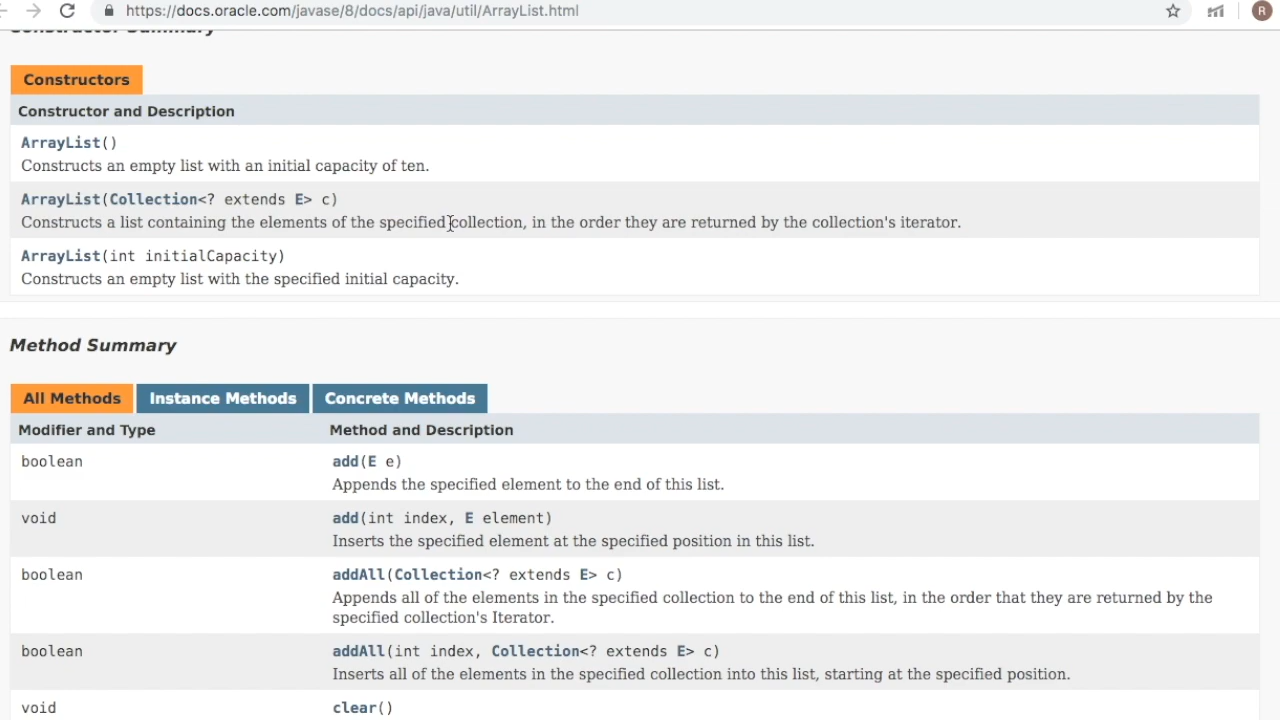 https://docs.oracle.com/javase/8/docs/api/java/util/ArrayList.html
R
Constructor Summary
Constructors
Constructor and Description
ArrayList()
Constructs an empty list with an initial capacity of ten.
ArrayList(Collection<? extends E> c)
Constructs a list containing the elements of the specified collection, in the order they are returned by the collection's iterator.
ArrayList(int initialCapacity)
Constructs an empty list with the specified initial capacity.
Method Summary
All Methods Instance Methods Concrete Methods
Modifier and Type Method and Description
boolean add(E e)
Appends the specified element to the end of this list.
void add(int index, E element)
Inserts the specified element at the specified position in this list.
boolean addAll(Collection<? extends E> c)
Appends all of the elements in the specified collection to the end of this list, in the order that they are returned by the
specified collection's Iterator.
boolean addAll(int index, Collection<? extends E> c)
Inserts all of the elements in the specified collection into this list, starting at the specified position.
void clear()